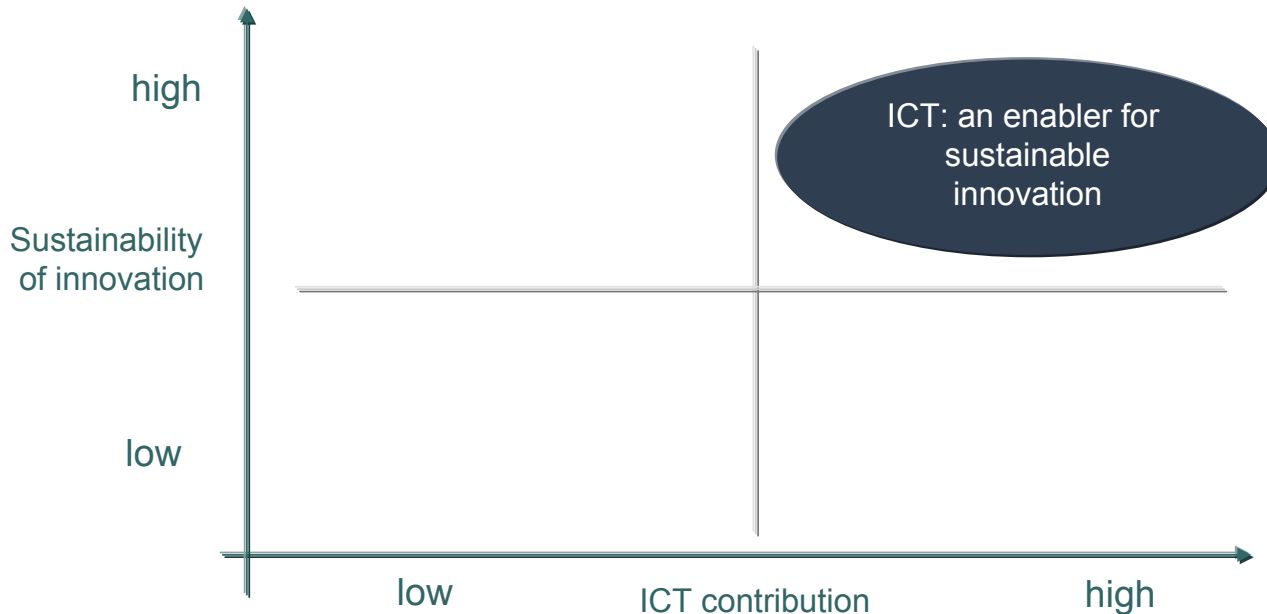 high
ICT: an enabler for
sustainable
innovation
Sustainability
of innovation
low
low
ICT contribution
high